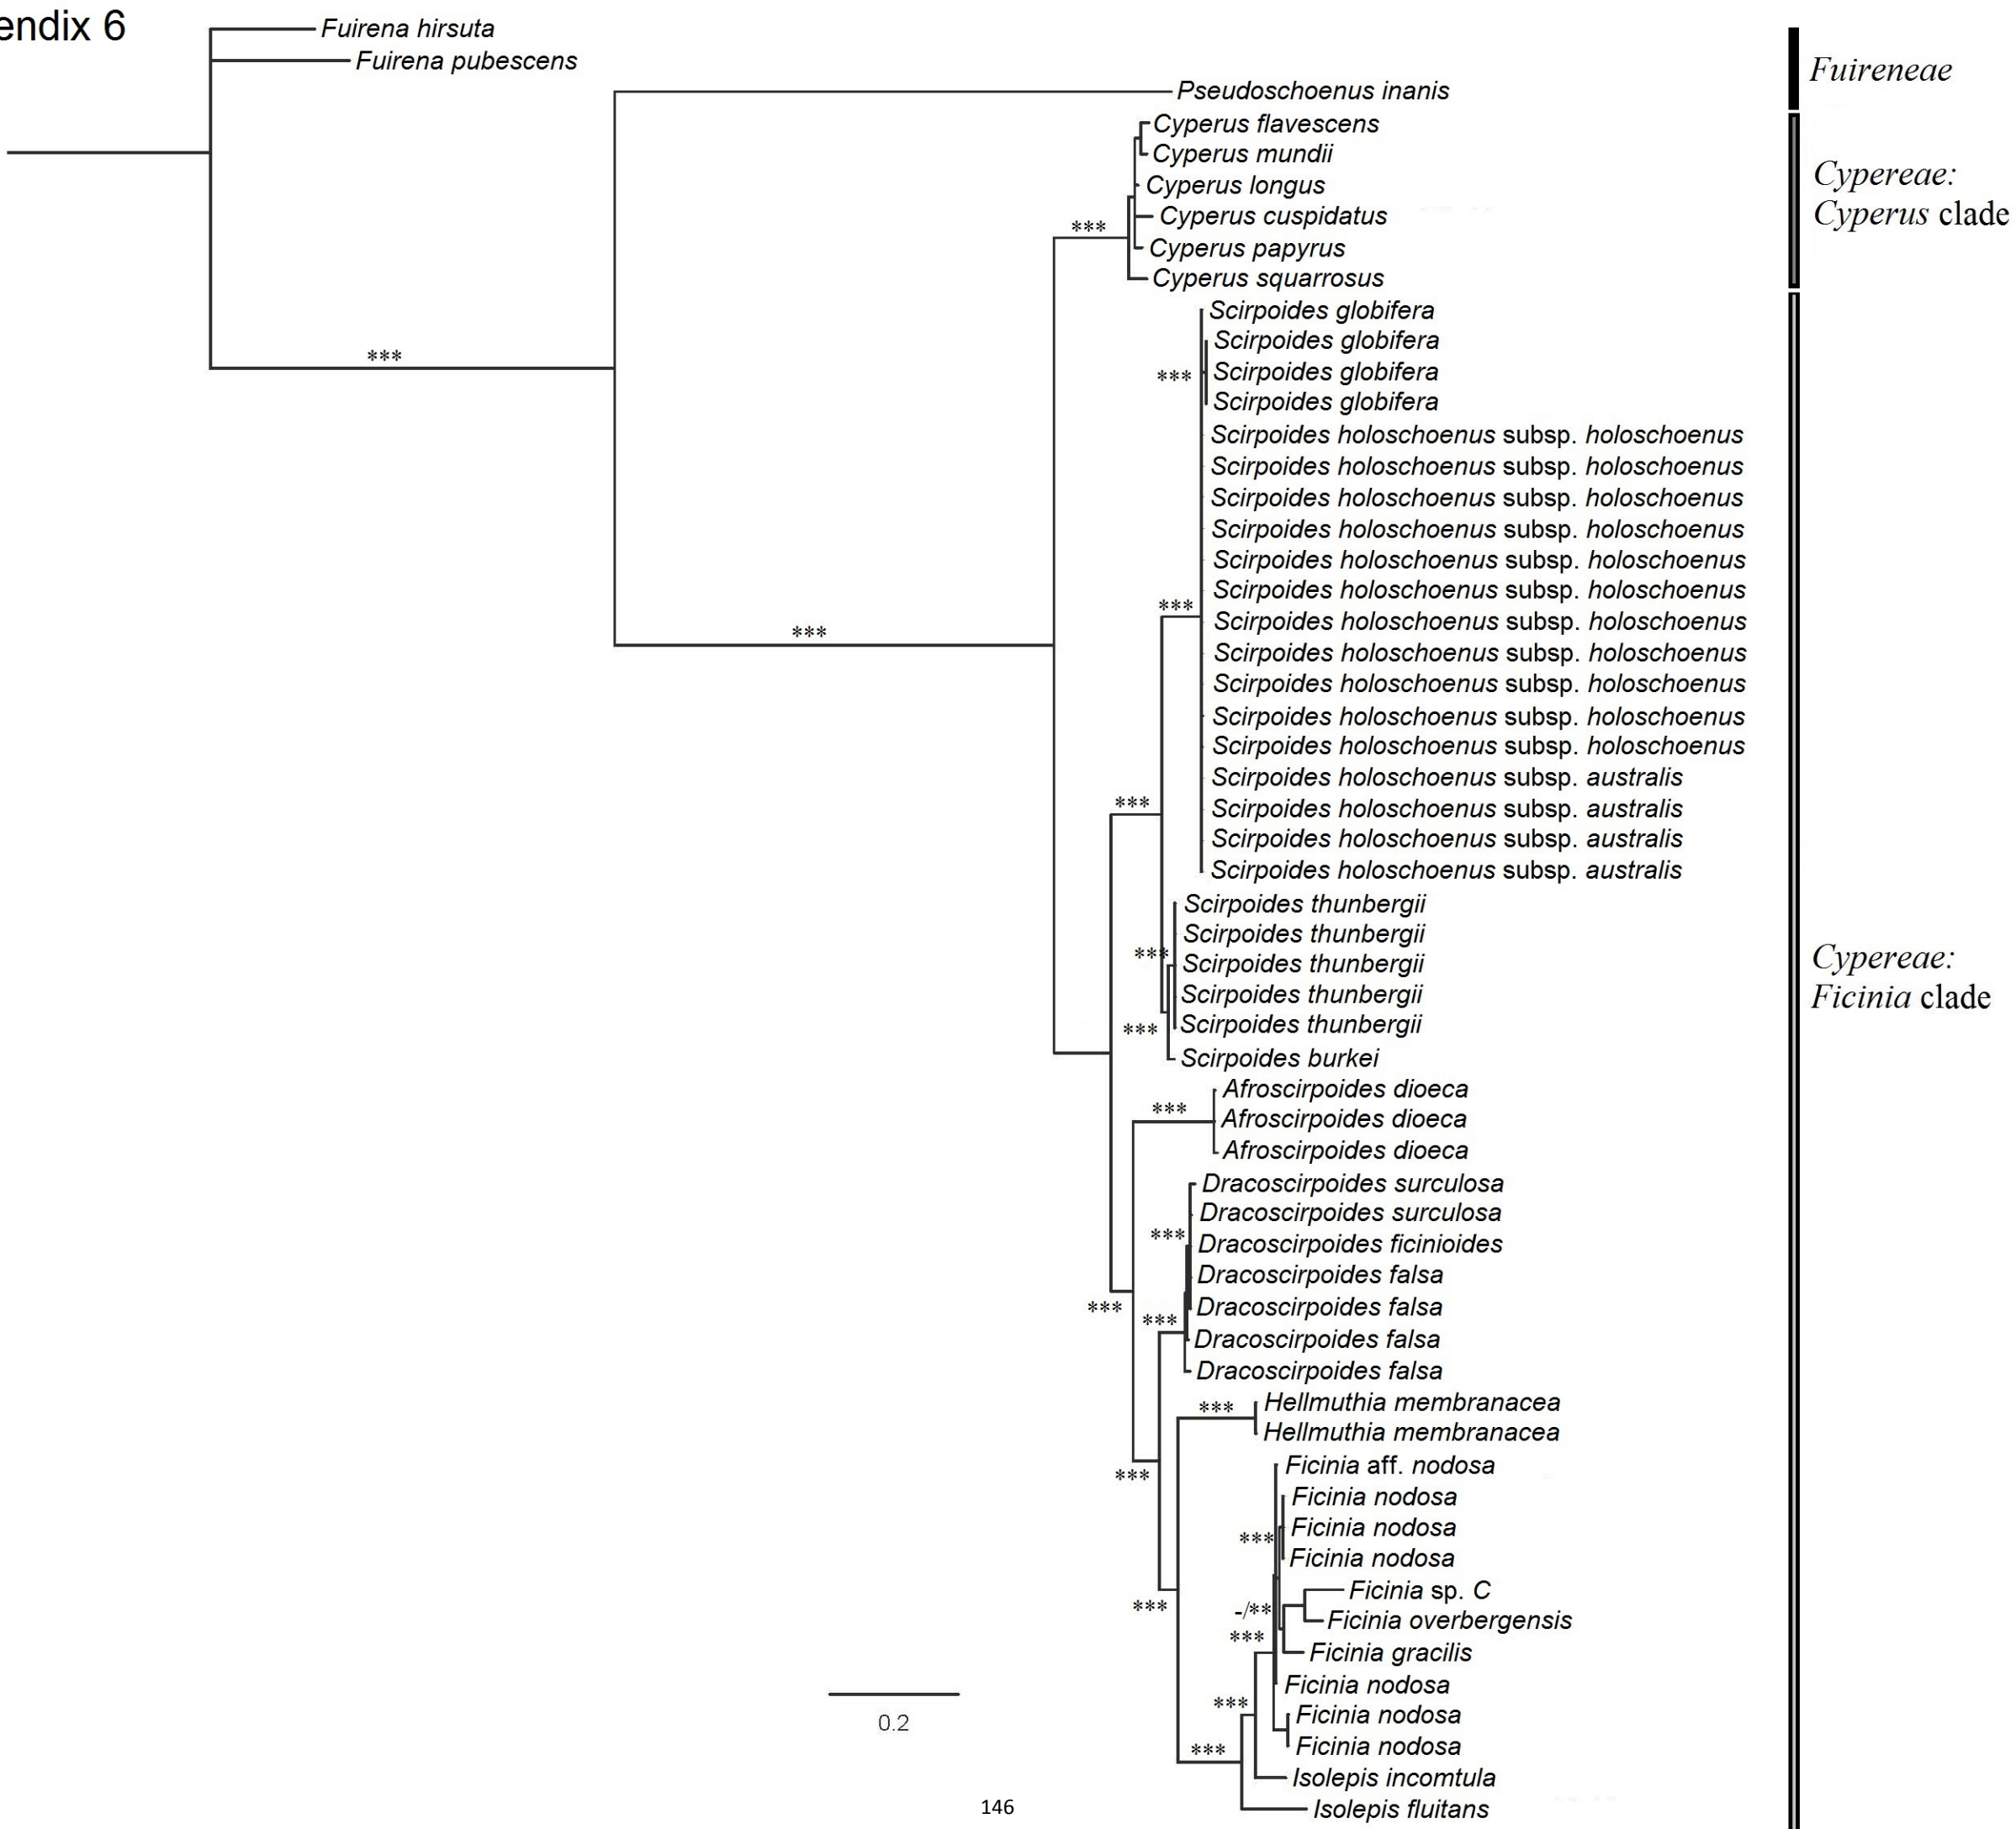 endix 6
Fuirena hirsuta
Fuirena pubescens
Pseudoschoenus inanis
Fuireneae
Cyperus flavescens
Cyperus mundii
Cyperus longus
Cyperus cuspidatus
Cyperus papyrus
Cyperus squarrosus
***
Cypereae:
Cyperus clade
***
Scirpoides globifera
Scirpoides globifera
Scirpoides globifera
Scirpoides globifera
***
Scirpoides holoschoenus subsp. holoschoenus
Scirpoides holoschoenus subsp. holoschoenus
Scirpoides holoschoenus subsp. holoschoenus
Scirpoides holoschoenus subsp. holoschoenus
Scirpoides holoschoenus subsp. holoschoenus
Scirpoides holoschoenus subsp. holoschoenus
Scirpoides holoschoenus subsp. holoschoenus
Scirpoides holoschoenus subsp. holoschoenus
Scirpoides holoschoenus subsp. holoschoenus
Scirpoides holoschoenus subsp. holoschoenus
Scirpoides holoschoenus subsp. holoschoenus
***
***
Scirpoides holoschoenus subsp. australis
Scirpoides holoschoenus subsp. australis
Scirpoides holoschoenus subsp. australis
Scirpoides holoschoenus subsp. australis
***
Scirpoides thunbergii
Scirpoides thunbergii
Scirpoides thunbergii
Scirpoides thunbergii
Scirpoides thunbergii
***
***
Scirpoides burkei
Cypereae:
Ficinia clade
Afroscirpoides dioeca
Afroscirpoides dioeca
Afroscirpoides dioeca
***
Dracoscirpoides surculosa
Dracoscirpoides surculosa
Dracoscirpoides ficinioides
Dracoscirpoides falsa
Dracoscirpoides falsa
Dracoscirpoides falsa
Dracoscirpoides falsa
***
***
***
Hellmuthia membranacea
Hellmuthia membranacea
***
***
Ficinia aff. nodosa
Ficinia nodosa
Ficinia nodosa
Ficinia nodosa
***
Ficinia sp. C
Ficinia overbergensis
Ficinia gracilis
***
-/**
***
Ficinia nodosa
Ficinia nodosa
Ficinia nodosa
***
***
Isolepis incomtula
Isolepis fluitans
0.2
146